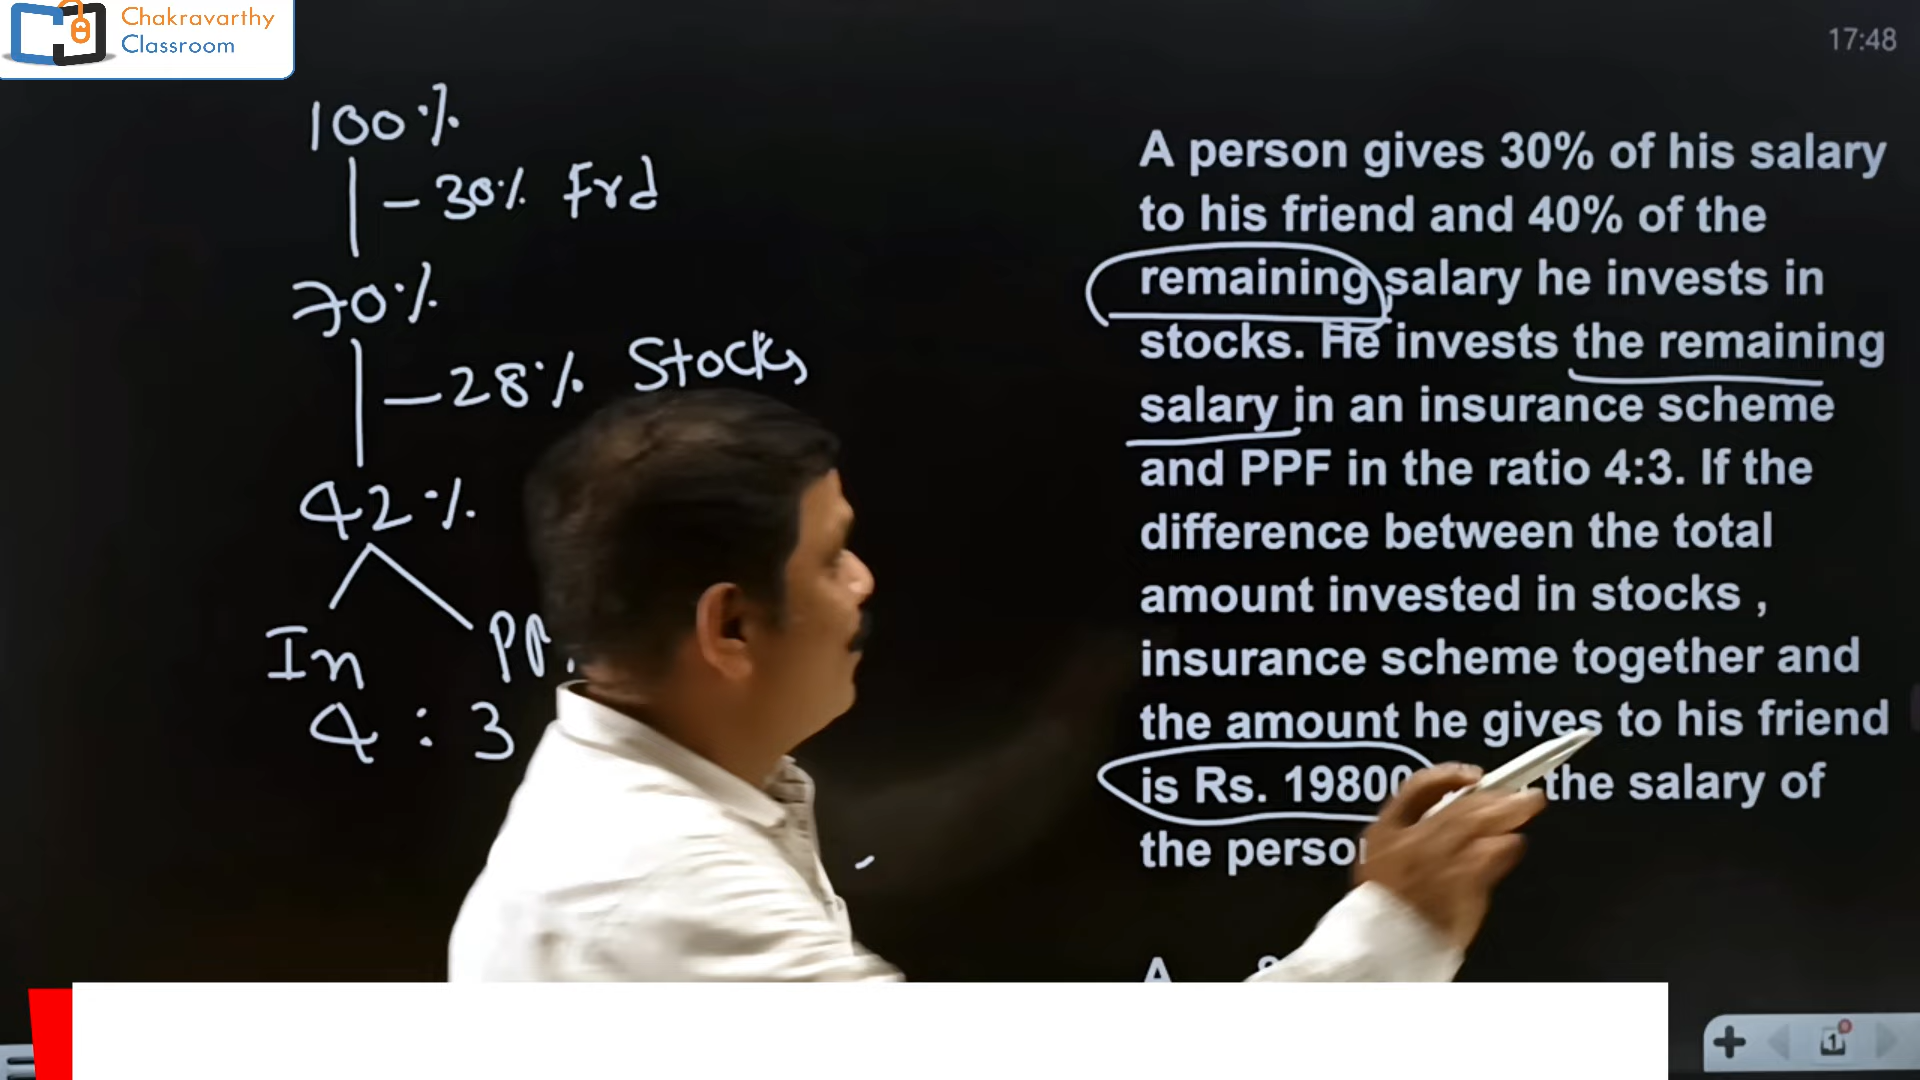 Chakravarthy
Classroom
17:48
100%
- 30% Frd
70%
- 28% Stocks
42%
In
4 : 3
A person gives 30% of his salary
to his friend and 40% of the
remaining salary he invests in
stocks. He invests the remaining
salary in an insurance scheme
and PPF in the ratio 4:3. If the
difference between the total
amount invested in stocks ,
insurance scheme together and
the amount he gives to his friend
is Rs. 19800 the salary of
the
A
1